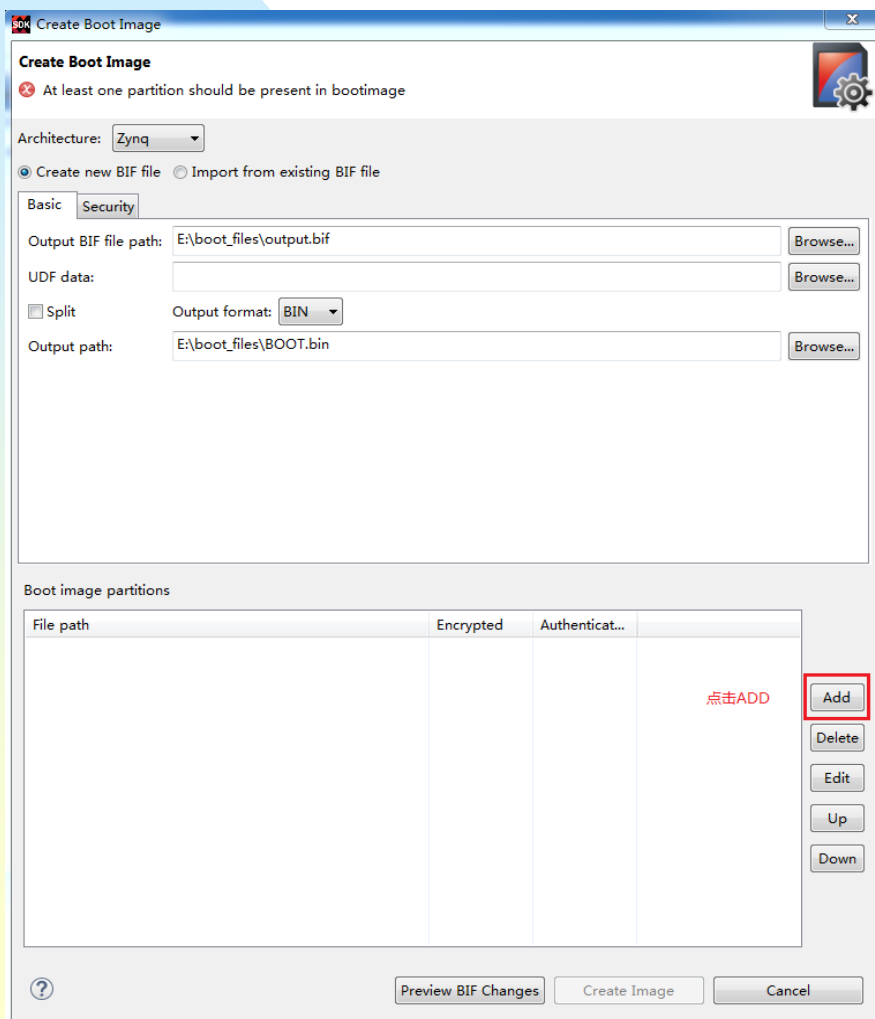 SDK Create Boot Image
Create Boot Image
At least one partition should be present in bootimage
Architecture: Zynq
Create new BIF file Import from existing BIF file
Basic Security
Output BIF file path: E:\boot_files\output.bif Browse...
UDF data: Browse...
Split Output format: BIN
Output path: E:\boot_files\BOOT.bin Browse...
Boot image partitions
File path Encrypted Authenticat...
点击ADD Add
Delete
Edit
Up
Down
? Preview BIF Changes Create Image Cancel